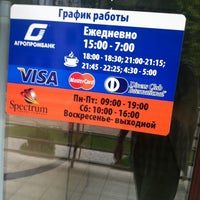 График работы
АГРОПРОМБАНК
Ежедневно
15:00 - 7:00
18:00 - 18:30; 21:00-21:15;
21:45 - 22:25; 4:30 - 5:00
VISA
MasterCard
Diners Club
International
Spectrum
Пн-Пт: 09:00 - 19:00
Сб: 10:00 - 16:00
Воскресенье- выходной